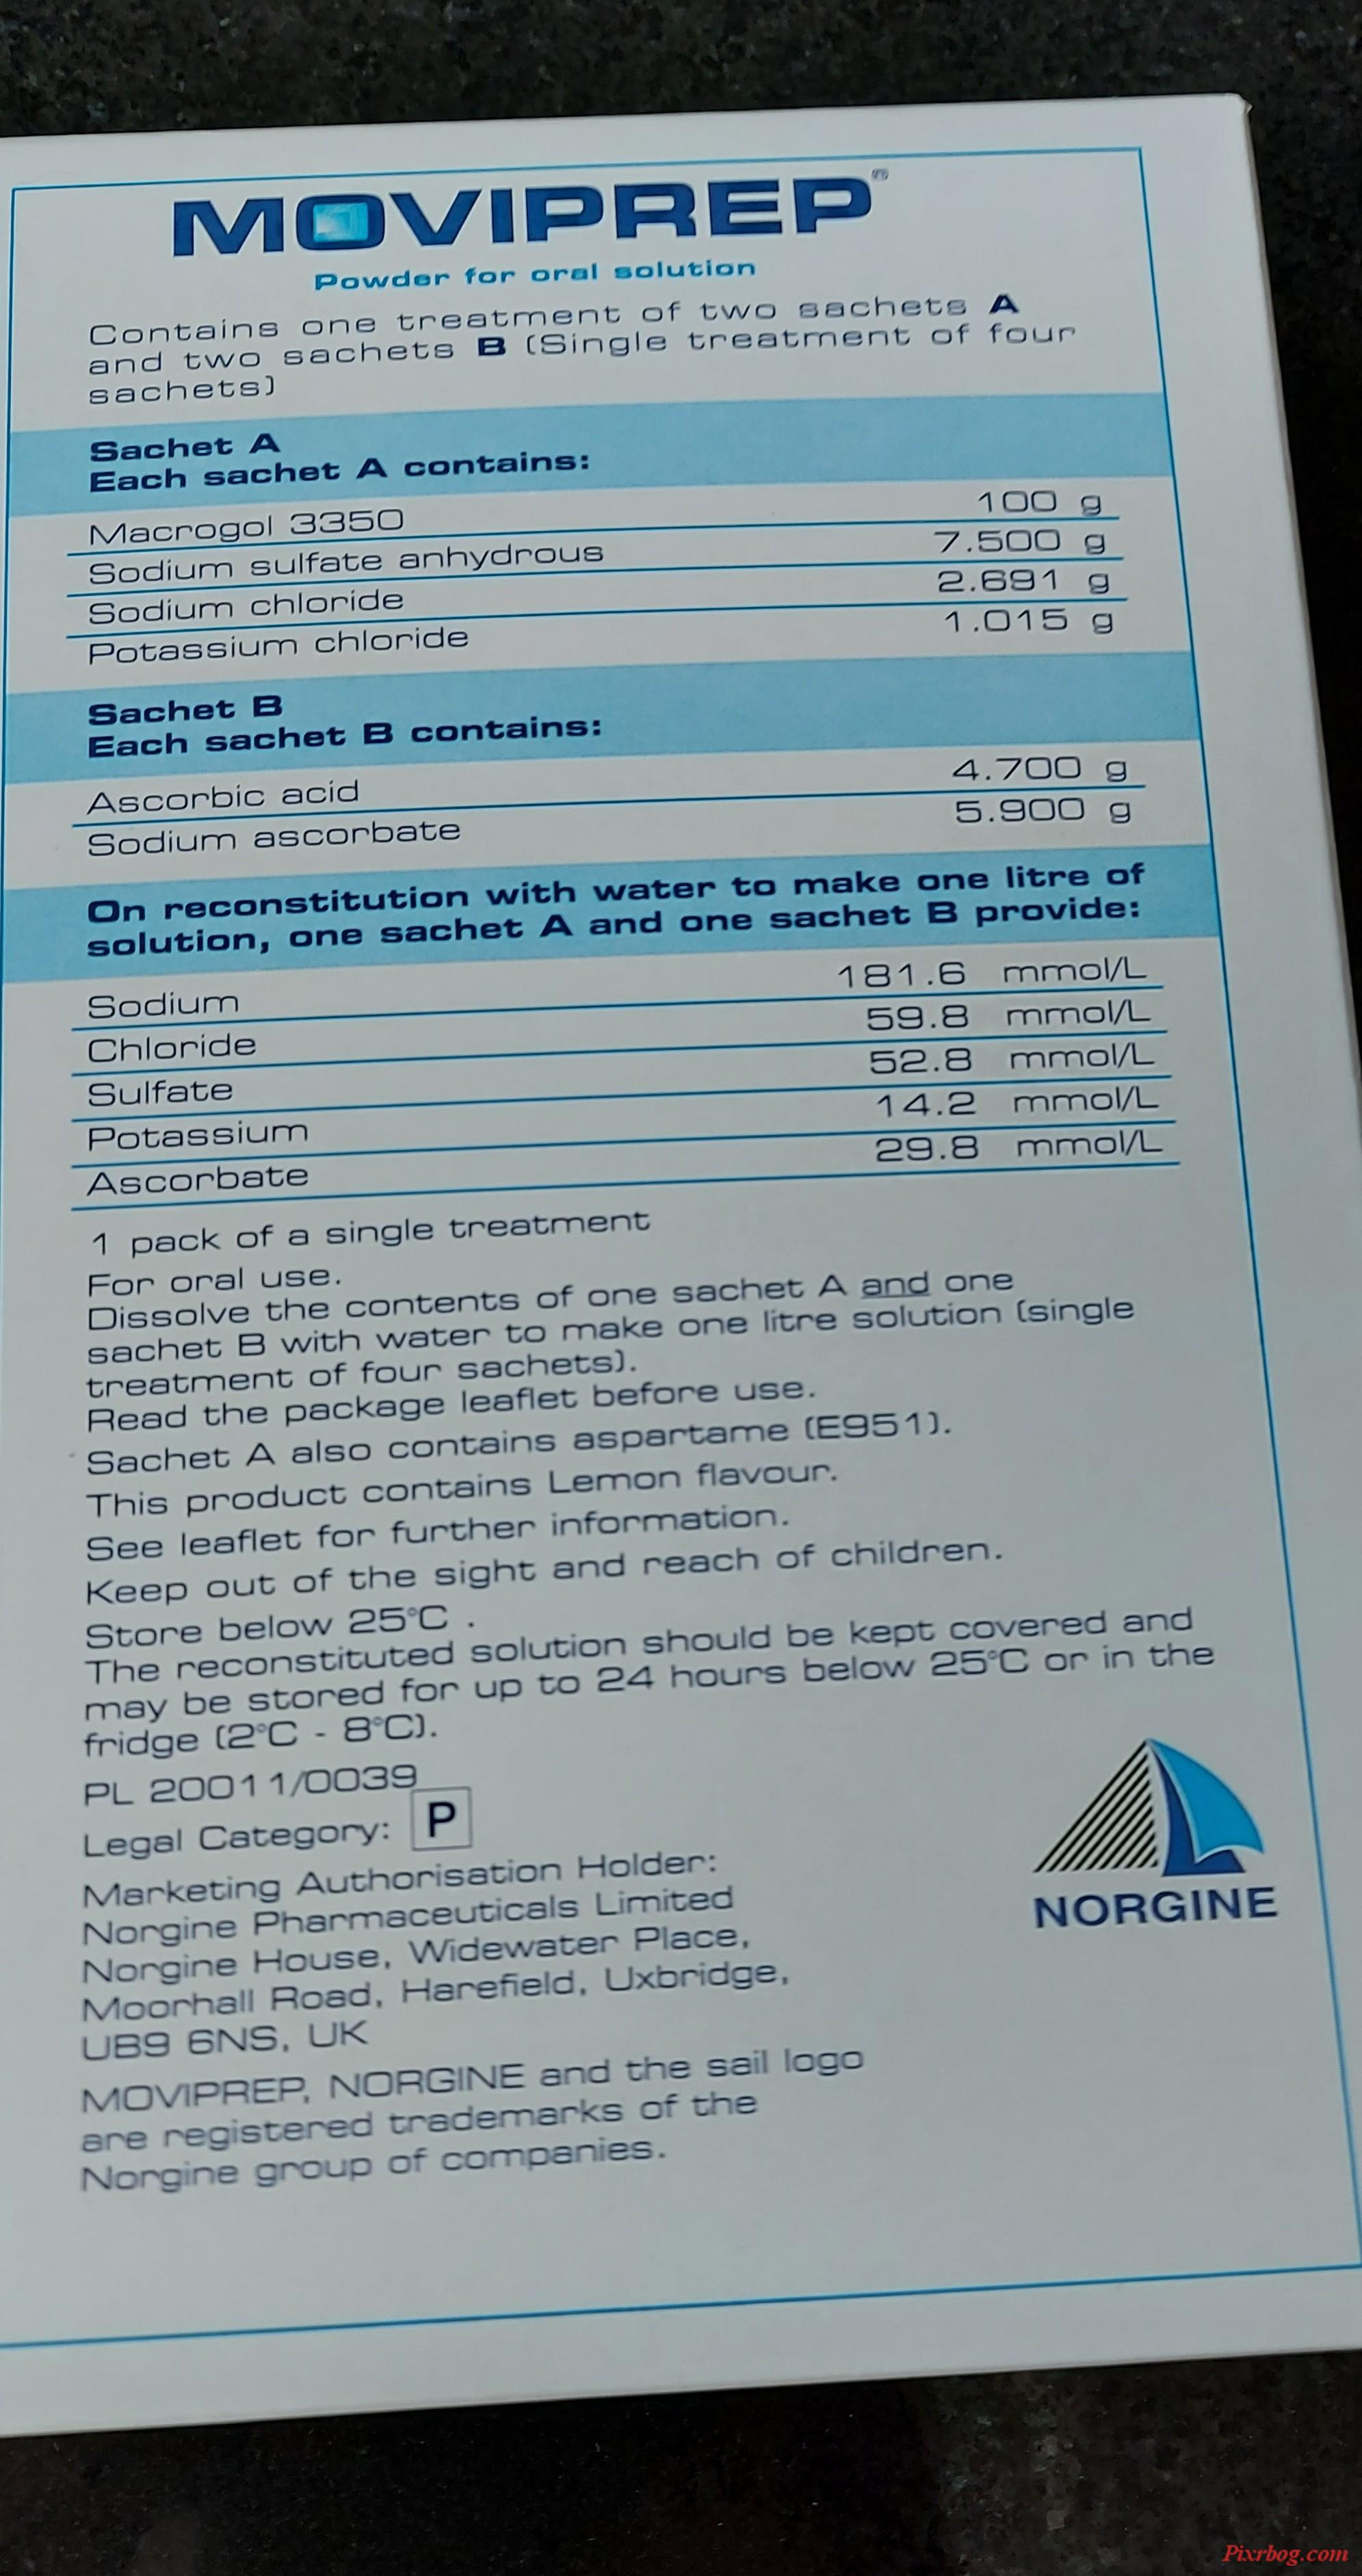 MOVIPREP®
Powder for oral solution
Contains one treatment of two sachets A
and two sachets B (Single treatment of four
sachets)
Sachet A
Each sachet A contains:
Macrogol 3350 100 g
Sodium sulfate anhydrous 7.500 g
Sodium chloride 2.691 g
Potassium chloride 1.015 g
Sachet B
Each sachet B contains:
Ascorbic acid 4.700 g
Sodium ascorbate 5.900 g
On reconstitution with water to make one litre of
solution, one sachet A and one sachet B provide:
Sodium 181.6 mmol/L
Chloride 59.8 mmol/L
Sulfate 52.8 mmol/L
Potassium 14.2 mmol/L
Ascorbate 29.8 mmol/L
1 pack of a single treatment
For oral use.
Dissolve the contents of one sachet A and one
sachet B with water to make one litre solution (single
treatment of four sachets).
Read the package leaflet before use.
Sachet A also contains aspartame (E951).
This product contains Lemon flavour.
See leaflet for further information.
Keep out of the sight and reach of children.
Store below 25°C .
The reconstituted solution should be kept covered and
may be stored for up to 24 hours below 25°C or in the
fridge (2°C - 8°C).
PL 20011/0039
Legal Category: P
Marketing Authorisation Holder:
Norgine Pharmaceuticals Limited
Norgine House, Widewater Place,
Moorhall Road, Harefield, Uxbridge,
UB9 6NS, UK
NORGINE
MOVIPREP, NORGINE and the sail logo
are registered trademarks of the
Norgine group of companies.
Pixrbog.com